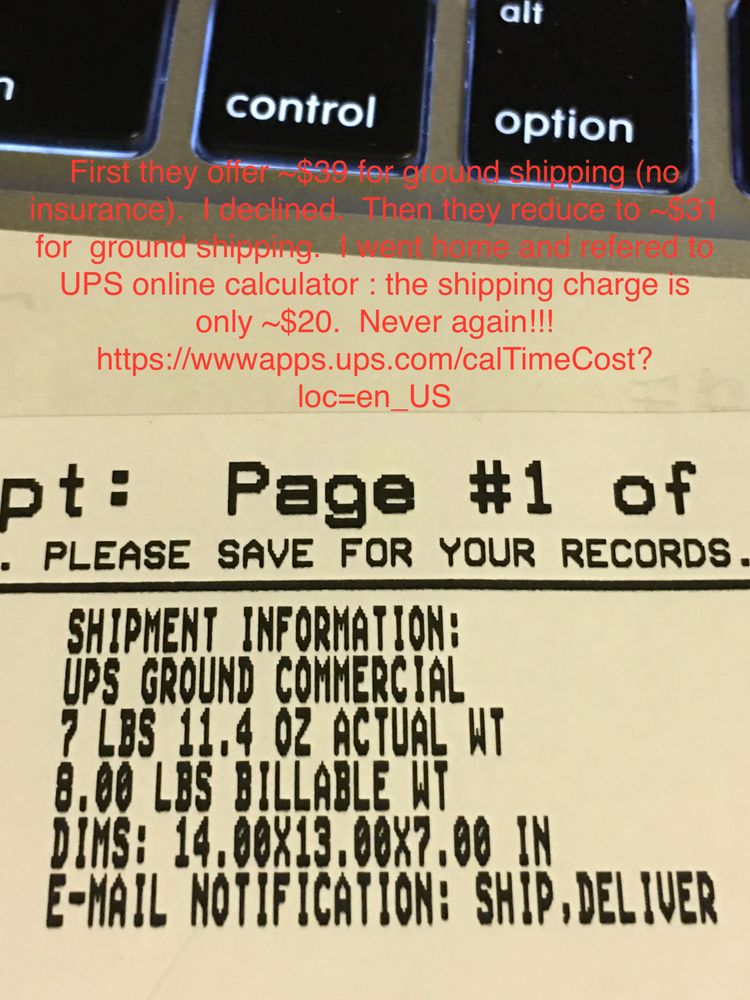 alt
control
option
First they offer ~$39 for ground shipping (no
insurance).  I declined.  Then they reduce to ~$31
for  ground shipping.  I went home and refered to
UPS online calculator : the shipping charge is
only ~$20.  Never again!!!
https://wwwapps.ups.com/calTimeCost?
loc=en_US
pt: Page #1 of
. PLEASE SAVE FOR YOUR RECORDS.
SHIPMENT INFORMATION:
UPS GROUND COMMERCIAL
7 LBS 11.4 OZ ACTUAL WT
8.00 LBS BILLABLE WT
DIMS: 14.00X13.00X7.00 IN
E-MAIL NOTIFICATION: SHIP,DELIVER